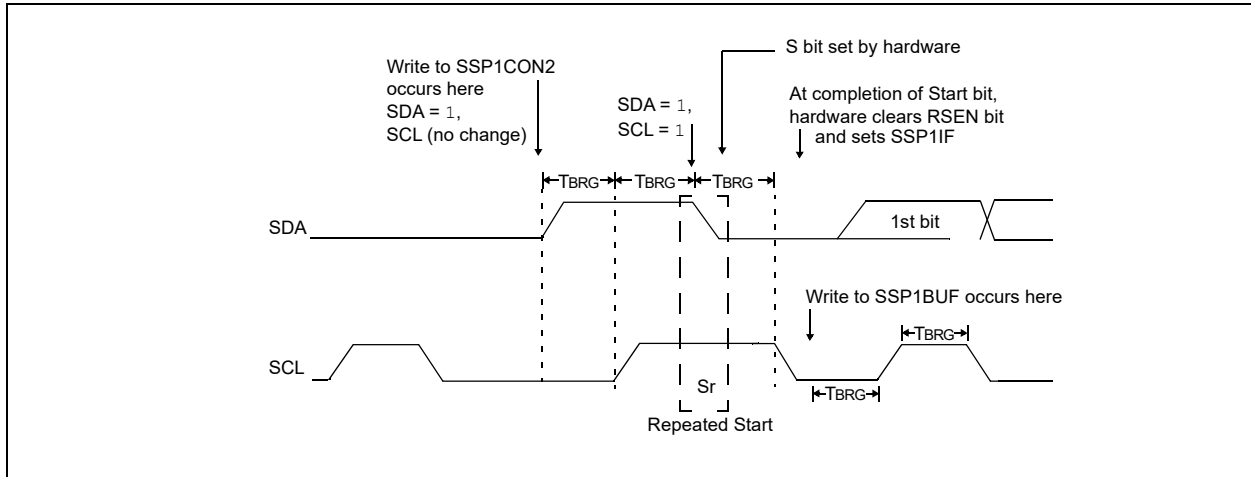 S bit set by hardware
Write to SSP1CON2
occurs here
SDA = 1,
SCL (no change)
SDA = 1,
SCL = 1
At completion of Start bit,
hardware clears RSEN bit
and sets SSP1IF
TBRG TBRG TBRG
SDA
1st bit
Write to SSP1BUF occurs here
TBRG
SCL
Sr
TBRG
Repeated Start